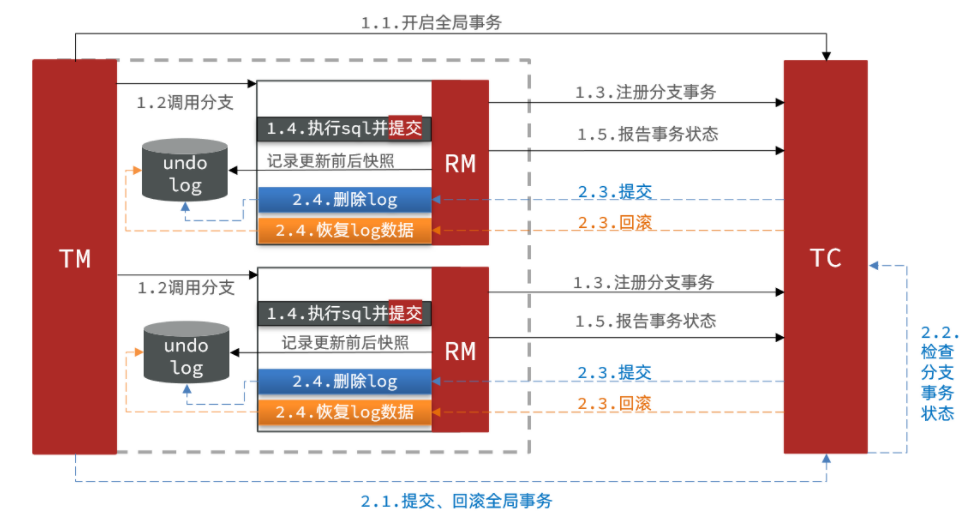 1.1.开启全局事务
TM
1.2调用分支
undo
log
1.4.执行sql并提交
记录更新前后快照
2.4.删除log
2.4.恢复log数据
RM
1.3.注册分支事务
1.5.报告事务状态
2.3.提交
2.3.回滚
TC
1.2调用分支
undo
log
1.4.执行sql并提交
记录更新前后快照
2.4.删除log
2.4.恢复log数据
RM
1.3.注册分支事务
1.5.报告事务状态
2.3.提交
2.3.回滚
2.2.
检查
分支
事务
状态
2.1.提交、回滚全局事务